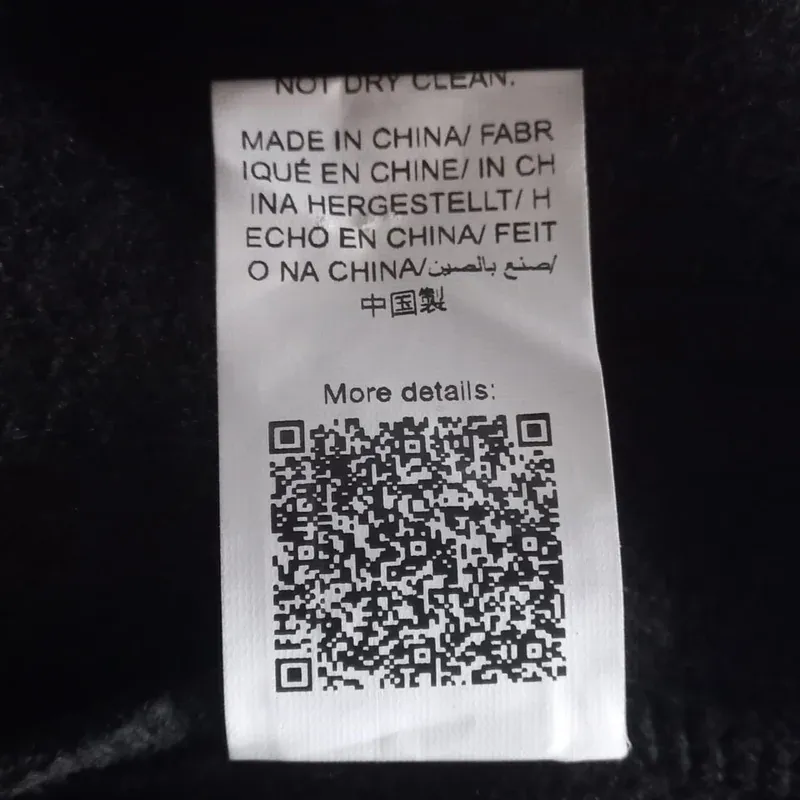 NOT DRY CLEAN.
MADE IN CHINA/ FABR
IQUÉ EN CHINE/ IN CH
INA HERGESTELLT/ H
ECHO EN CHINA/ FEIT
O NA CHINA/صنع بالصين/
中国製
More details: